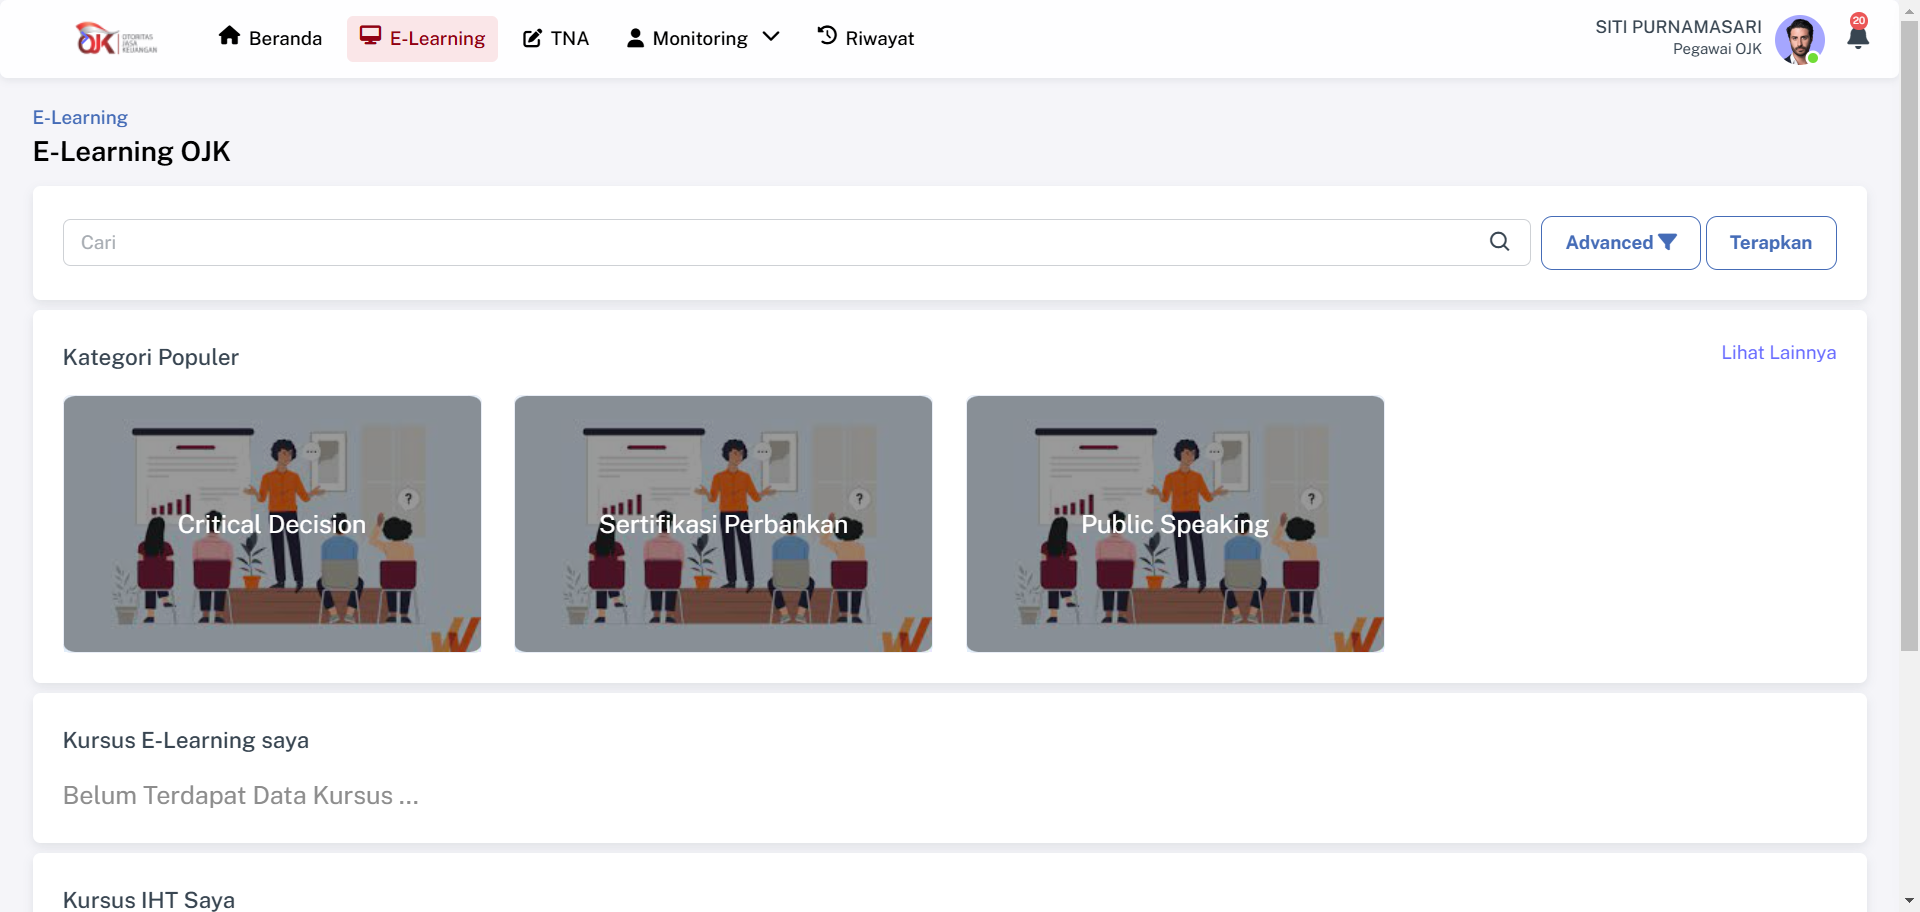 OJK OTORITAS JASA KEUANGAN
Beranda
E-Learning
TNA
Monitoring
Riwayat
SITI PURNAMASARI
Pegawai OJK
20
E-Learning
E-Learning OJK
Cari
Advanced
Terapkan
Kategori Populer
Lihat Lainnya
?
Critical Decision
?
Sertifikasi Perbankan
?
Public Speaking
Kursus E-Learning saya
Belum Terdapat Data Kursus ...
Kursus IHT Saya